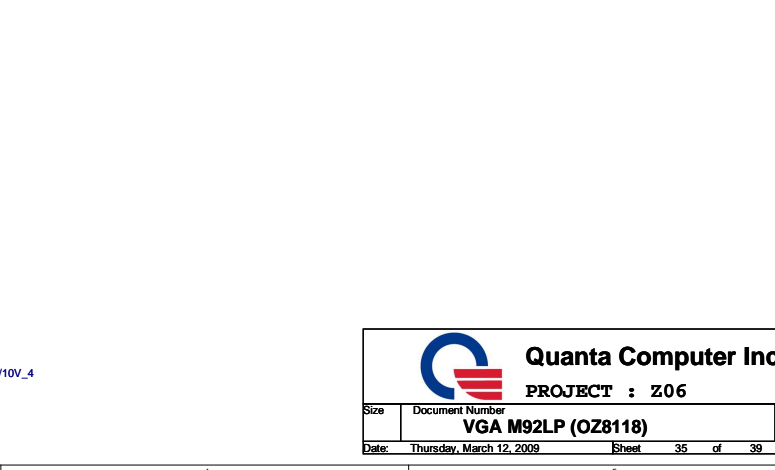 Quanta Computer Inc
/10V_4
PROJECT : Z06
Size Document Number
VGA M92LP (OZ8118)
Date: Thursday, March 12, 2009 Sheet 35 of 39